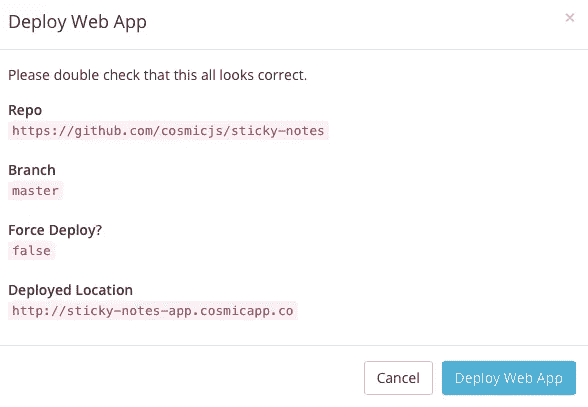 Deploy Web App
×
Please double check that this all looks correct.
Repo
https://github.com/cosmicjs/sticky-notes
Branch
master
Force Deploy?
false
Deployed Location
http://sticky-notes-app.cosmicapp.co
Cancel
Deploy Web App